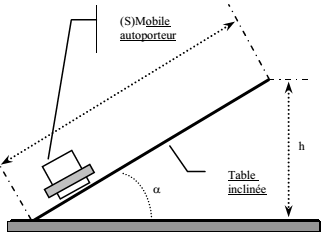 (S)Mobile
autoporteur
h
α
Table
inclinée